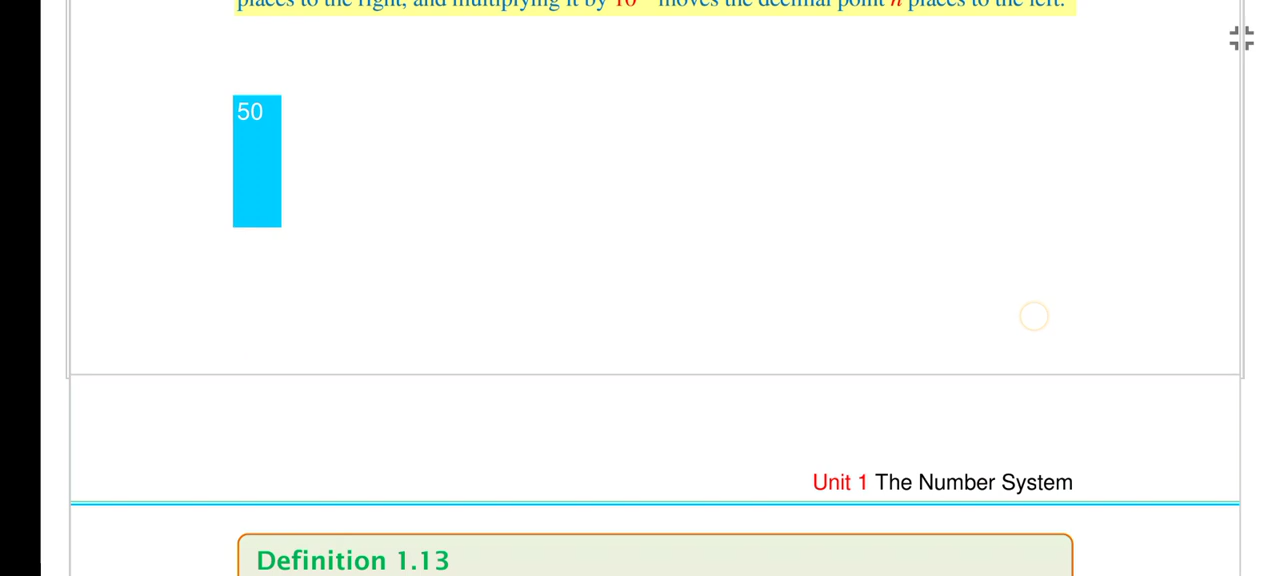 places to the right, and multiplying it by 10 moves the decimal point n places to the left.
50
Unit 1 The Number System
Definition 1.13